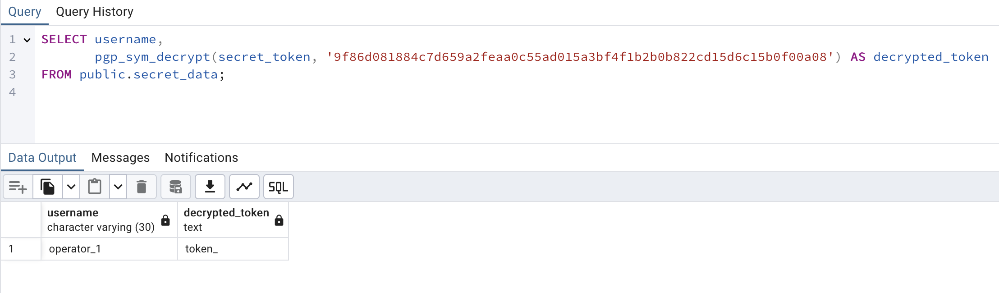 Query Query History
1 SELECT username,
2 pgp_sym_decrypt(secret_token, '9f86d081884c7d659a2feaa0c55ad015a3bf4f1b2b0b822cd15d6c15b0f00a08') AS decrypted_token
3 FROM public.secret_data;
4
Data Output Messages Notifications
SQL
username decrypted_token
character varying (30) text
1 operator_1 token_